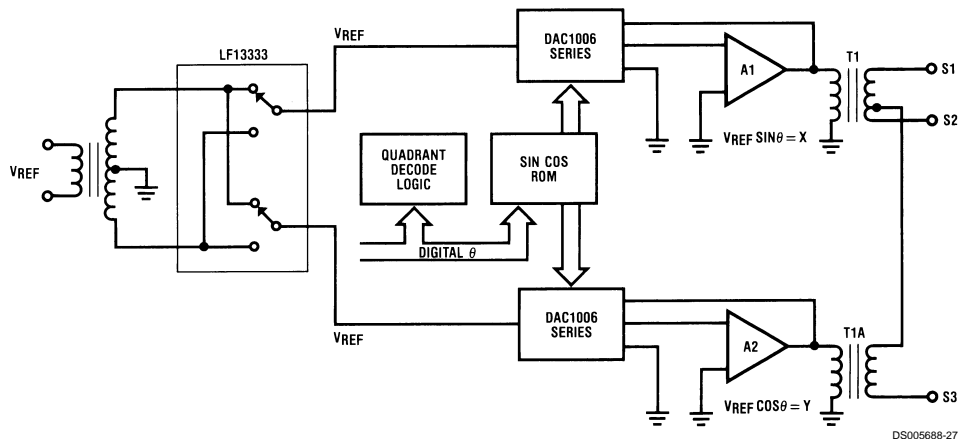 LF13333
VREF
DAC1006
SERIES
A1
T1
S1
S2
VREF SINθ = X
VREF
QUADRANT
DECODE
LOGIC
SIN COS
ROM
DIGITAL θ
VREF
DAC1006
SERIES
A2
T1A
S3
VREF COSθ = Y
DS005688-27